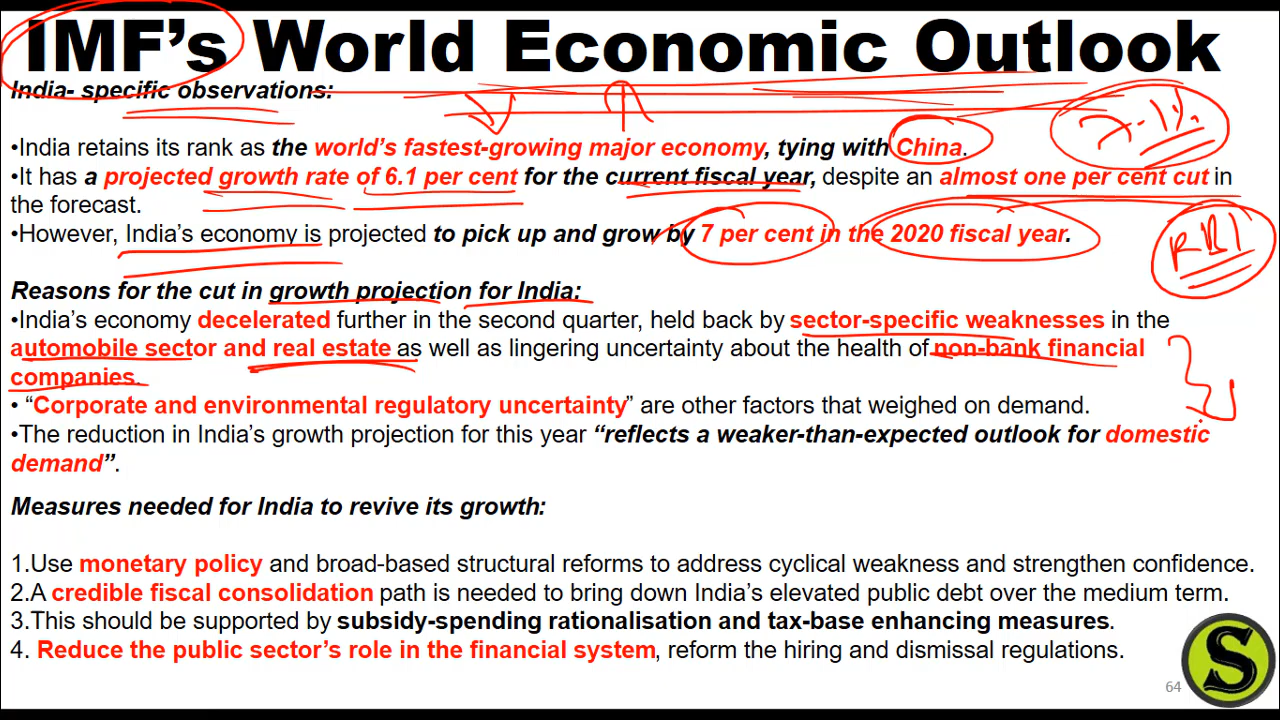 IMF’s World Economic Outlook
India- specific observations:
•India retains its rank as the world’s fastest-growing major economy, tying with China.
•It has a projected growth rate of 6.1 per cent for the current fiscal year, despite an almost one per cent cut in
the forecast.
•However, India’s economy is projected to pick up and grow by 7 per cent in the 2020 fiscal year.
RBI
Reasons for the cut in growth projection for India:
•India’s economy decelerated further in the second quarter, held back by sector-specific weaknesses in the
automobile sector and real estate as well as lingering uncertainty about the health of non-bank financial
companies.
• “Corporate and environmental regulatory uncertainty” are other factors that weighed on demand.
•The reduction in India’s growth projection for this year “reflects a weaker-than-expected outlook for domestic
demand”.
Measures needed for India to revive its growth:
1.Use monetary policy and broad-based structural reforms to address cyclical weakness and strengthen confidence.
2.A credible fiscal consolidation path is needed to bring down India’s elevated public debt over the medium term.
3.This should be supported by subsidy-spending rationalisation and tax-base enhancing measures.
4. Reduce the public sector’s role in the financial system, reform the hiring and dismissal regulations.
S
64